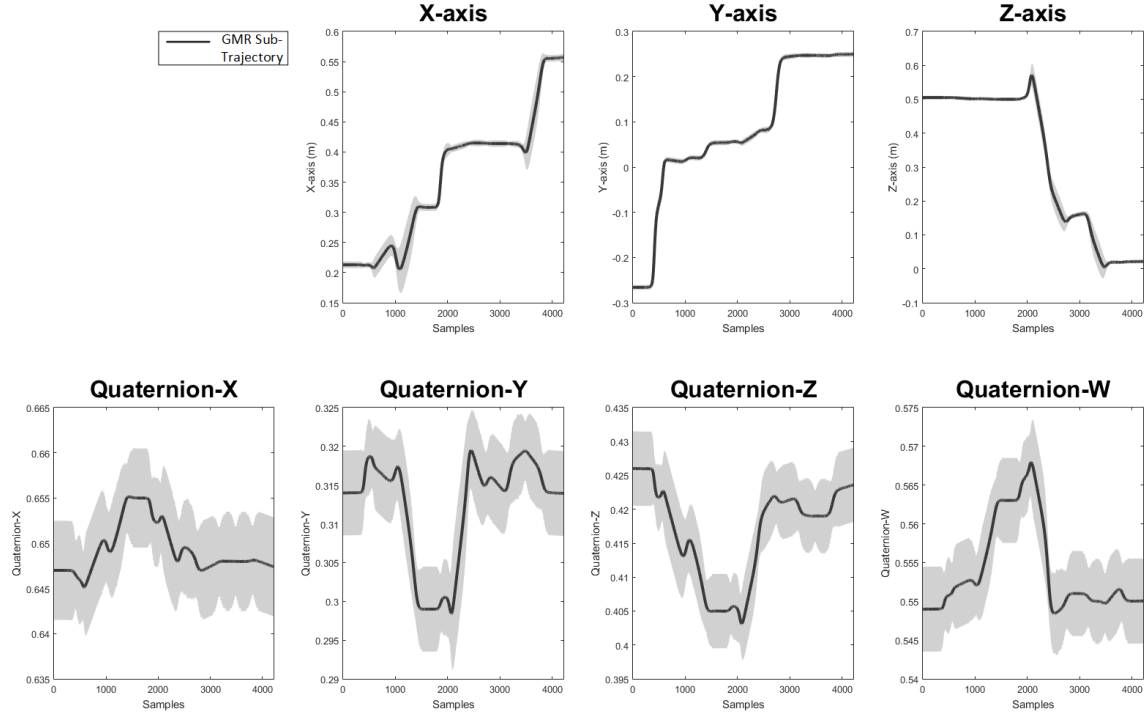 GMR Sub-
Trajectory
X-axis
X-axis (m)
0.6
0.55
0.5
0.45
0.4
0.35
0.3
0.25
0.2
0.15
0 1000 2000 3000 4000
Samples
Y-axis
Y-axis (m)
0.3
0.2
0.1
0
-0.1
-0.2
-0.3
0 1000 2000 3000 4000
Samples
Z-axis
Z-axis (m)
0.7
0.6
0.5
0.4
0.3
0.2
0.1
0
-0.1
0 1000 2000 3000 4000
Samples
Quaternion-X
Quaternion-X
0.665
0.66
0.655
0.65
0.645
0.64
0.635
0 1000 2000 3000 4000
Samples
Quaternion-Y
Quaternion-Y
0.325
0.32
0.315
0.31
0.305
0.3
0.295
0.29
0 1000 2000 3000 4000
Samples
Quaternion-Z
Quaternion-Z
0.435
0.43
0.425
0.42
0.415
0.41
0.405
0.4
0.395
0 1000 2000 3000 4000
Samples
Quaternion-W
Quaternion-W
0.575
0.57
0.565
0.56
0.555
0.55
0.545
0.54
0 1000 2000 3000 4000
Samples